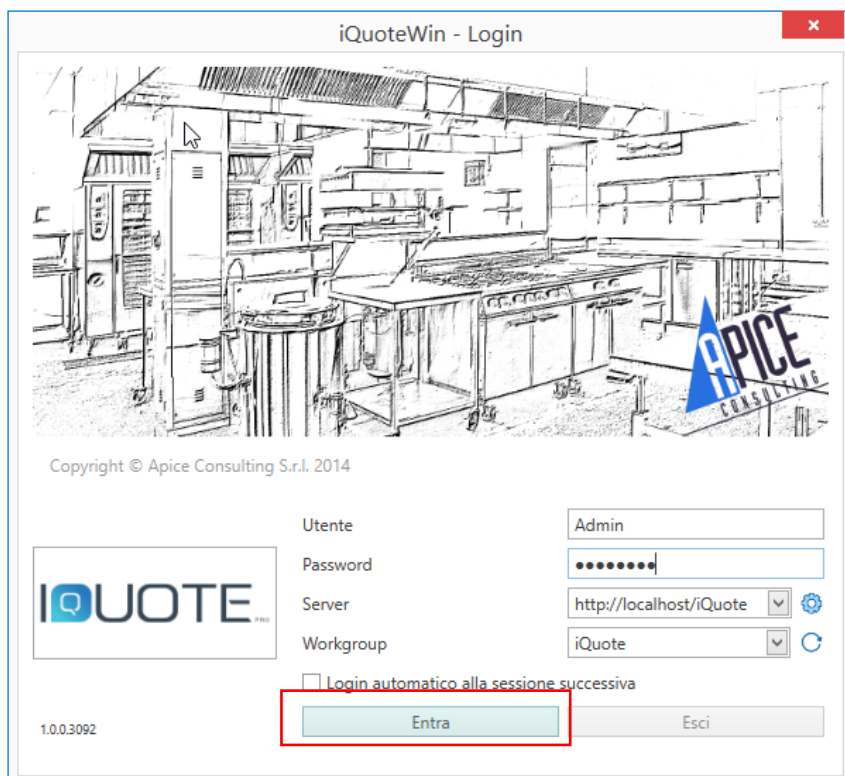 iQuoteWin - Login
APICE
CONSULTING
Copyright © Apice Consulting S.r.l. 2014
Utente
Admin
Password
••••••••
IQUOTE PRO
Server
http://localhost/iQuote
Workgroup
iQuote
Login automatico alla sessione successiva
1.0.0.3092
Entra
Esci